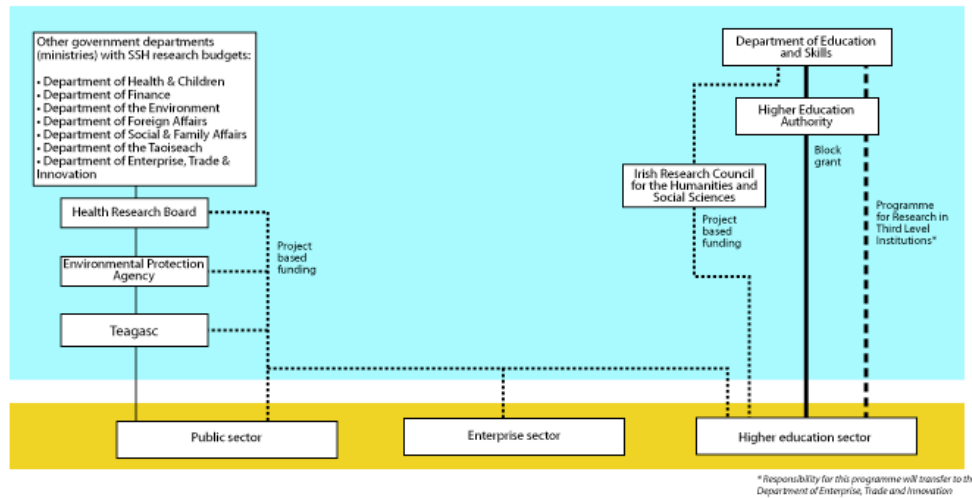 Other government departments
(ministries) with SSH research budgets:
• Department of Health & Children
• Department of Finance
• Department of the Environment
• Department of Foreign Affairs
• Department of Social & Family Affairs
• Department of the Taoiseach
• Department of Enterprise, Trade &
Innovation
Health Research Board
Environmental Protection
Agency
Teagasc
Project
based
funding
Department of Education
and Skills
Higher Education
Authority
Block
grant
Irish Research Council
for the Humanities and
Social Sciences
Project
based
funding
Programme
for Research in
Third Level
Institutions*
Public sector
Enterprise sector
Higher education sector
* Responsibility for this programme will transfer to th
Department of Enterprise, Trade and Innovation